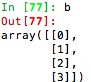 In [77]: b
Out[77]:
array([[0],
       [1],
       [2],
       [3]])